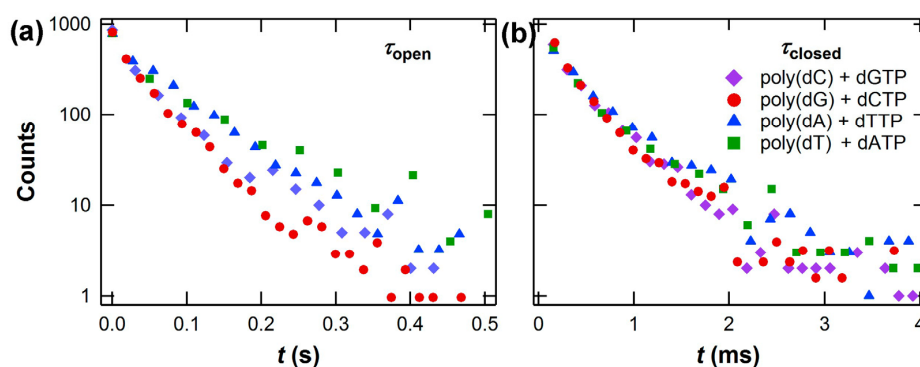 (a)
τopen
1000
100
10
1
Counts
0.0 0.1 0.2 0.3 0.4 0.5
t (s)
(b)
τclosed
poly(dC) + dGTP
poly(dG) + dCTP
poly(dA) + dTTP
poly(dT) + dATP
0 1 2 3 4
t (ms)